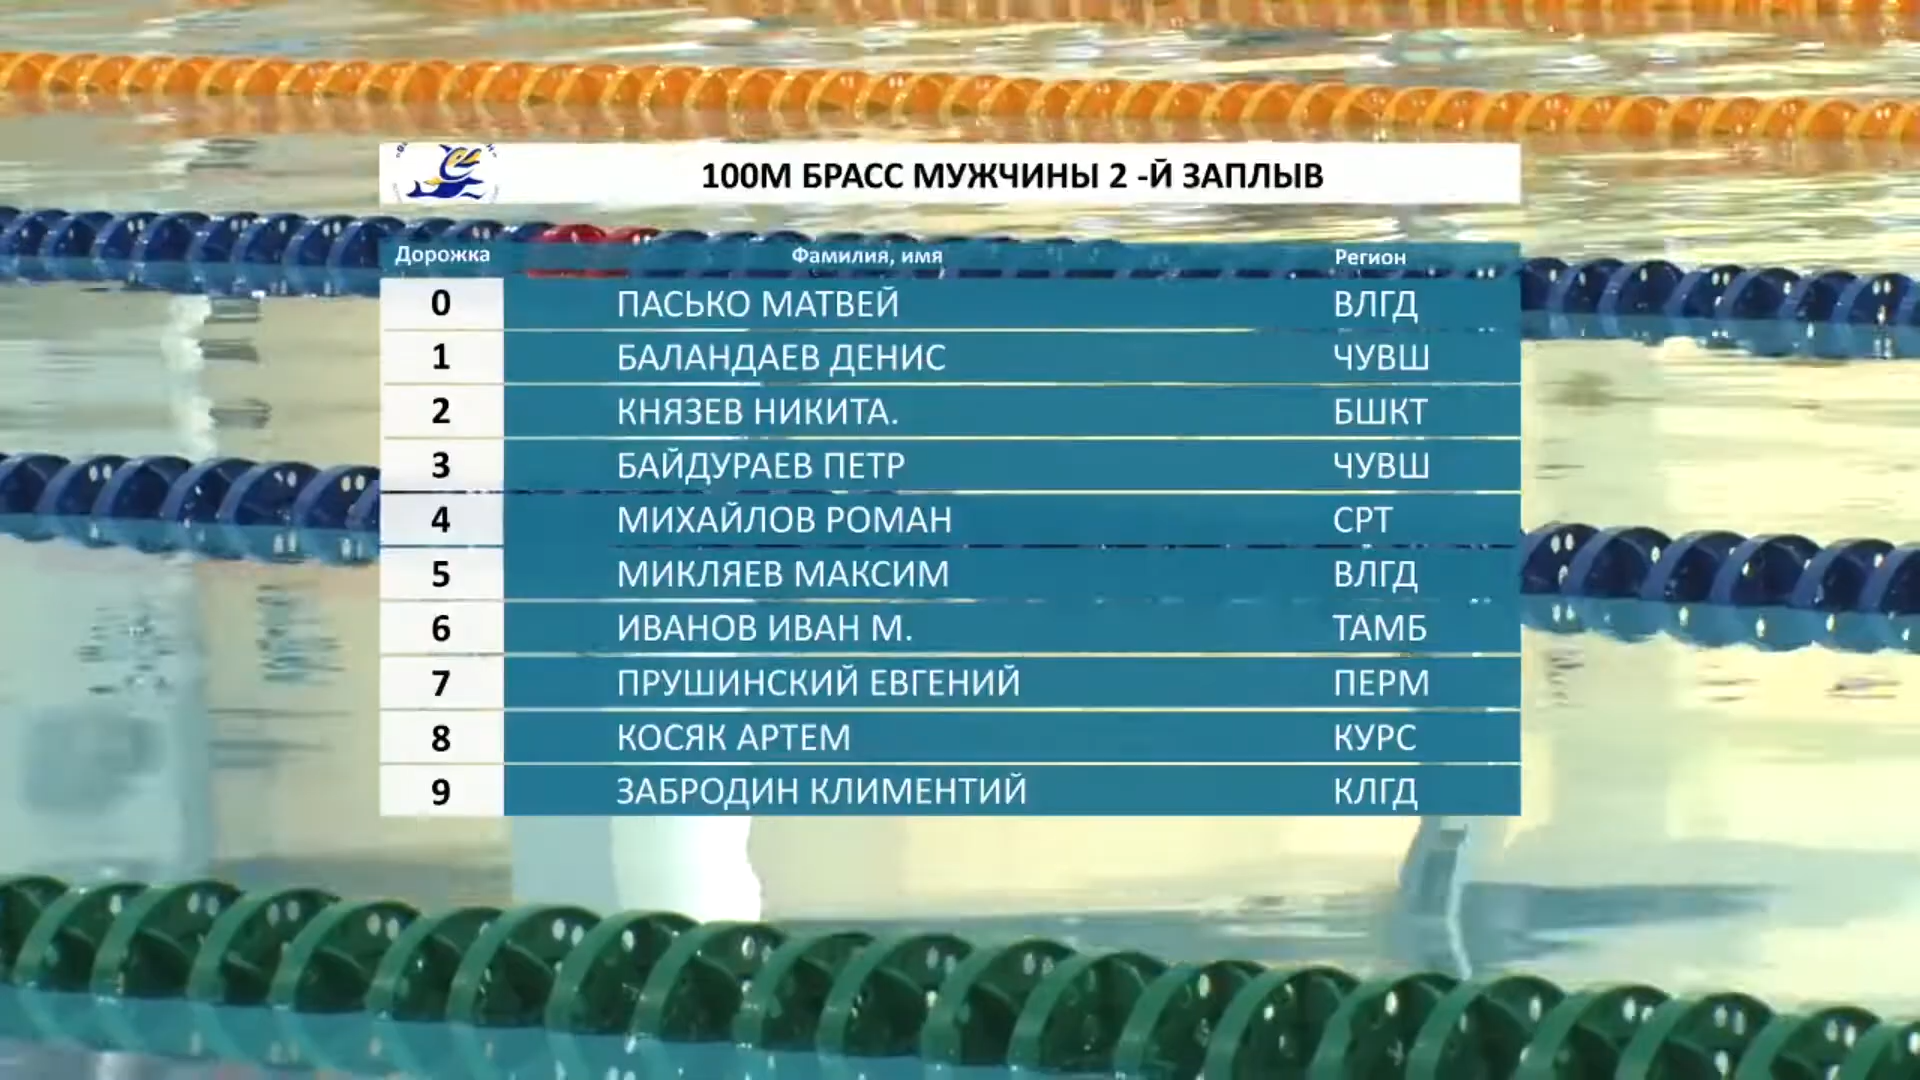 100М БРАСС МУЖЧИНЫ 2 -Й ЗАПЛЫВ
Дорожка Фамилия, имя Регион
0 ПАСЬКО МАТВЕЙ ВЛГД
1 БАЛАНДАЕВ ДЕНИС ЧУВШ
2 КНЯЗЕВ НИКИТА. БШКТ
3 БАЙДУРАЕВ ПЕТР ЧУВШ
4 МИХАЙЛОВ РОМАН СРТ
5 МИКЛЯЕВ МАКСИМ ВЛГД
6 ИВАНОВ ИВАН М. ТАМБ
7 ПРУШИНСКИЙ ЕВГЕНИЙ ПЕРМ
8 КОСЯК АРТЕМ КУРС
9 ЗАБРОДИН КЛИМЕНТИЙ КЛГД